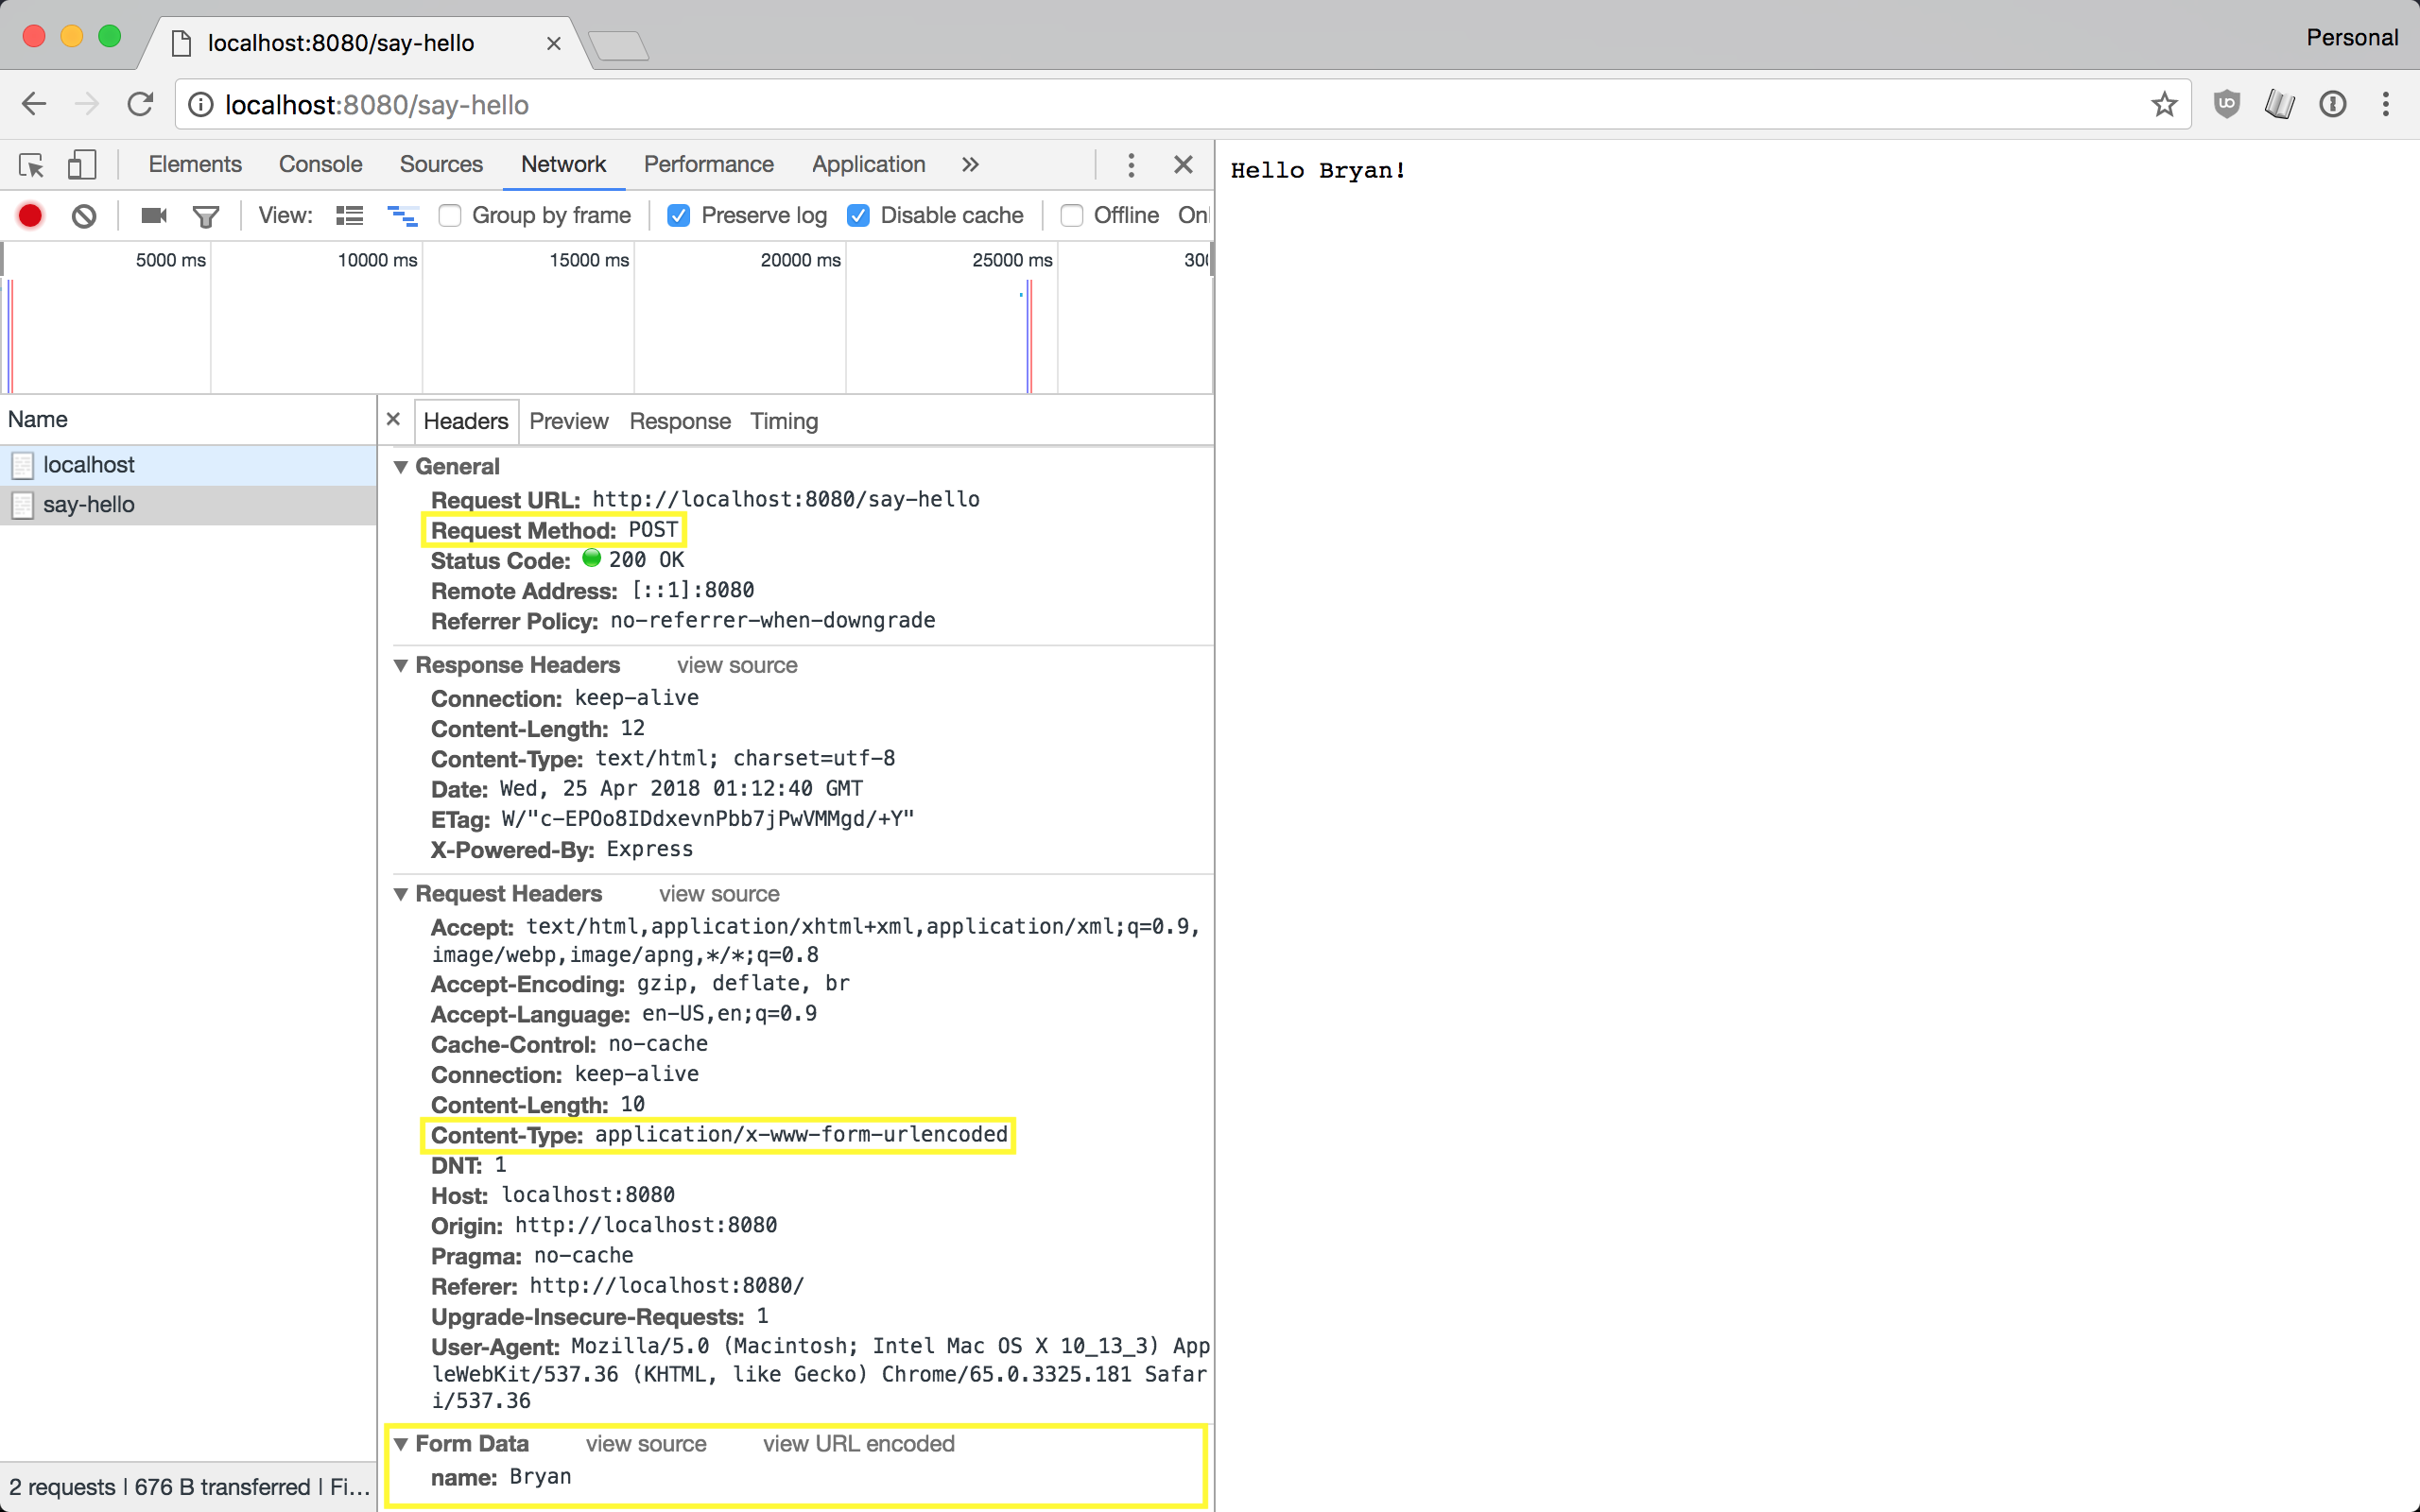 localhost:8080/say-hello
Personal
localhost:8080/say-hello
Elements Console Sources Network Performance Application
Hello Bryan!
View: Group by frame Preserve log Disable cache Offline Onl
5000 ms 10000 ms 15000 ms 20000 ms 25000 ms 300
Name
Headers Preview Response Timing
localhost
say-hello
General
Request URL: http://localhost:8080/say-hello
Request Method: POST
Status Code: 200 OK
Remote Address: [::1]:8080
Referrer Policy: no-referrer-when-downgrade
Response Headers view source
Connection: keep-alive
Content-Length: 12
Content-Type: text/html; charset=utf-8
Date: Wed, 25 Apr 2018 01:12:40 GMT
ETag: W/"c-EPOo8IDdxevnPbb7jPwVMMgd/+Y"
X-Powered-By: Express
Request Headers view source
Accept: text/html,application/xhtml+xml,application/xml;q=0.9,
image/webp,image/apng,*/*;q=0.8
Accept-Encoding: gzip, deflate, br
Accept-Language: en-US,en;q=0.9
Cache-Control: no-cache
Connection: keep-alive
Content-Length: 10
Content-Type: application/x-www-form-urlencoded
DNT: 1
Host: localhost:8080
Origin: http://localhost:8080
Pragma: no-cache
Referer: http://localhost:8080/
Upgrade-Insecure-Requests: 1
User-Agent: Mozilla/5.0 (Macintosh; Intel Mac OS X 10_13_3) App
leWebKit/537.36 (KHTML, like Gecko) Chrome/65.0.3325.181 Safar
i/537.36
Form Data view source view URL encoded
name: Bryan
2 requests | 676 B transferred | Fi...